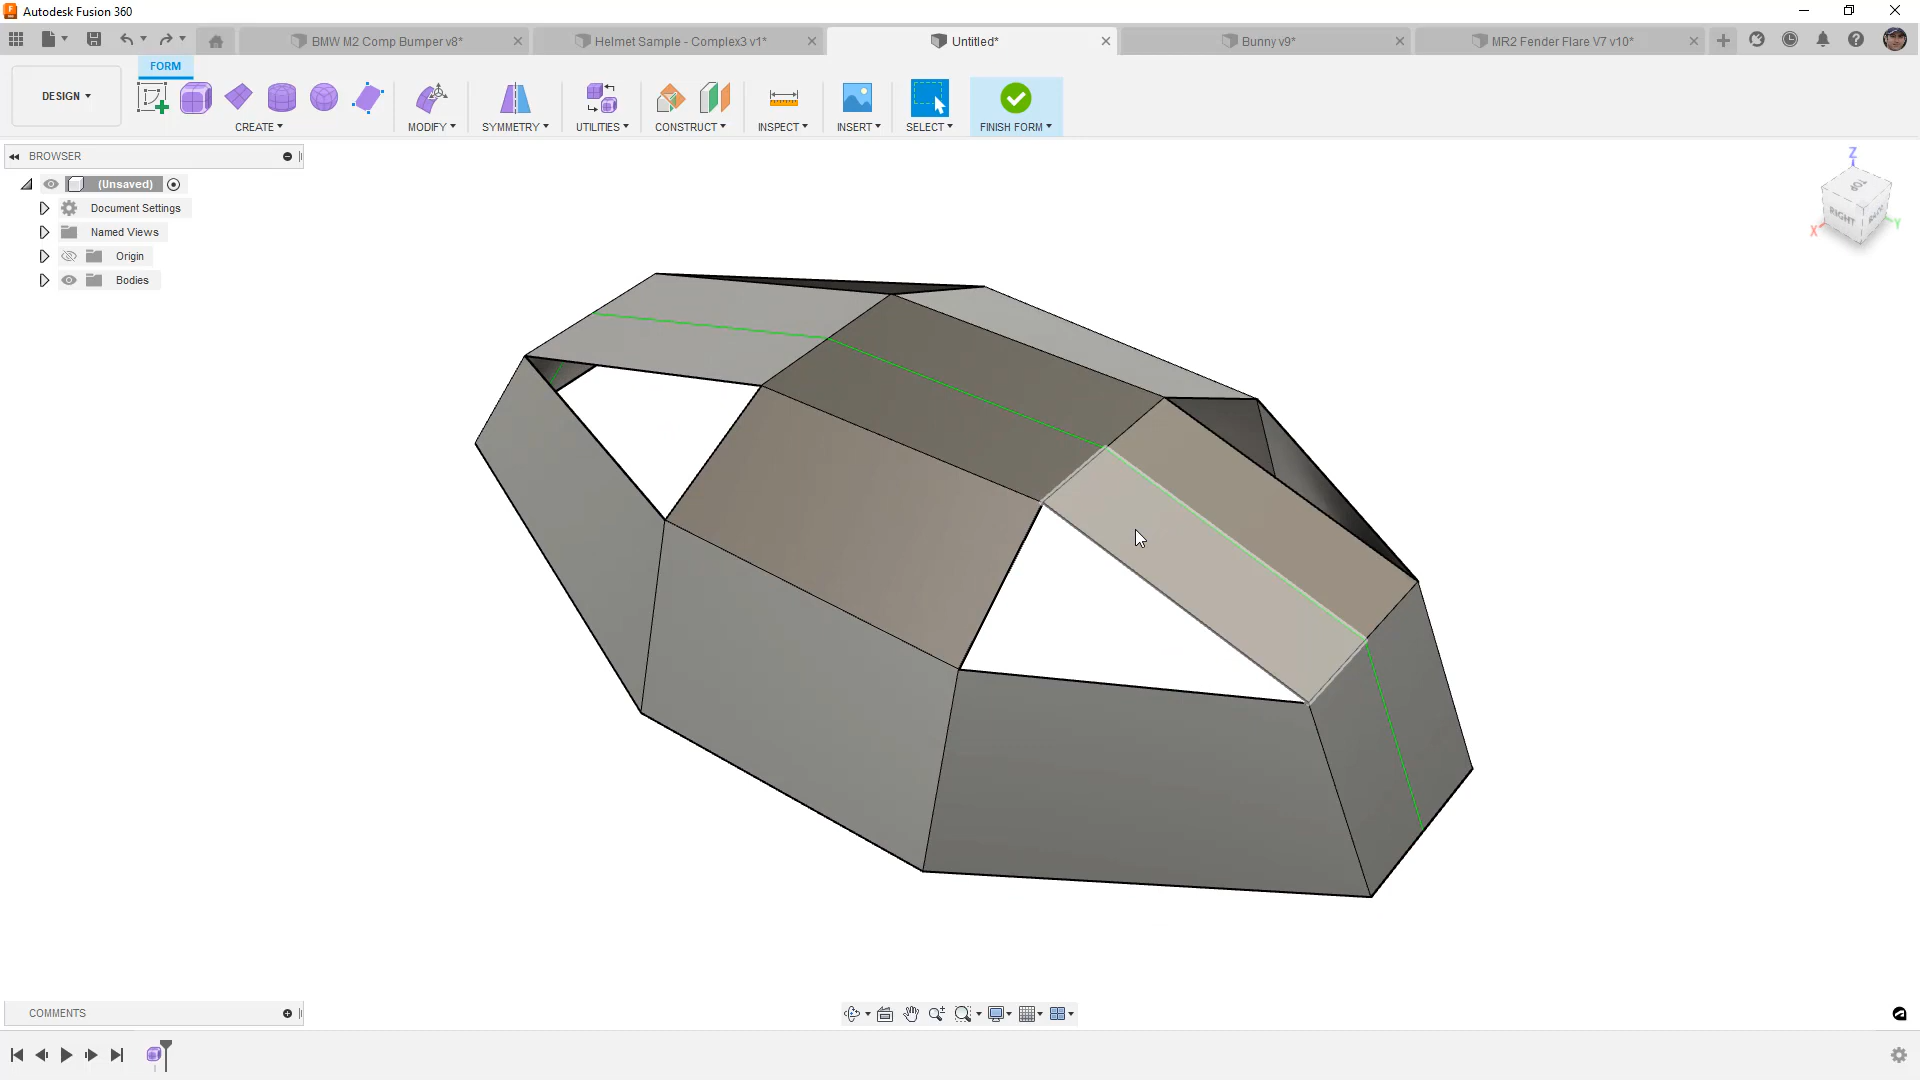 Autodesk Fusion 360
BMW M2 Comp Bumper v8*
Helmet Sample - Complex3 v1*
Untitled*
Bunny v9*
MR2 Fender Flare V7 v10*
FORM
DESIGN
CREATE
MODIFY
SYMMETRY
UTILITIES
CONSTRUCT
INSPECT
INSERT
SELECT
FINISH FORM
BROWSER
(Unsaved)
Document Settings
Named Views
Origin
Bodies
Z
TOP
RIGHT
BACK
X
Y
COMMENTS